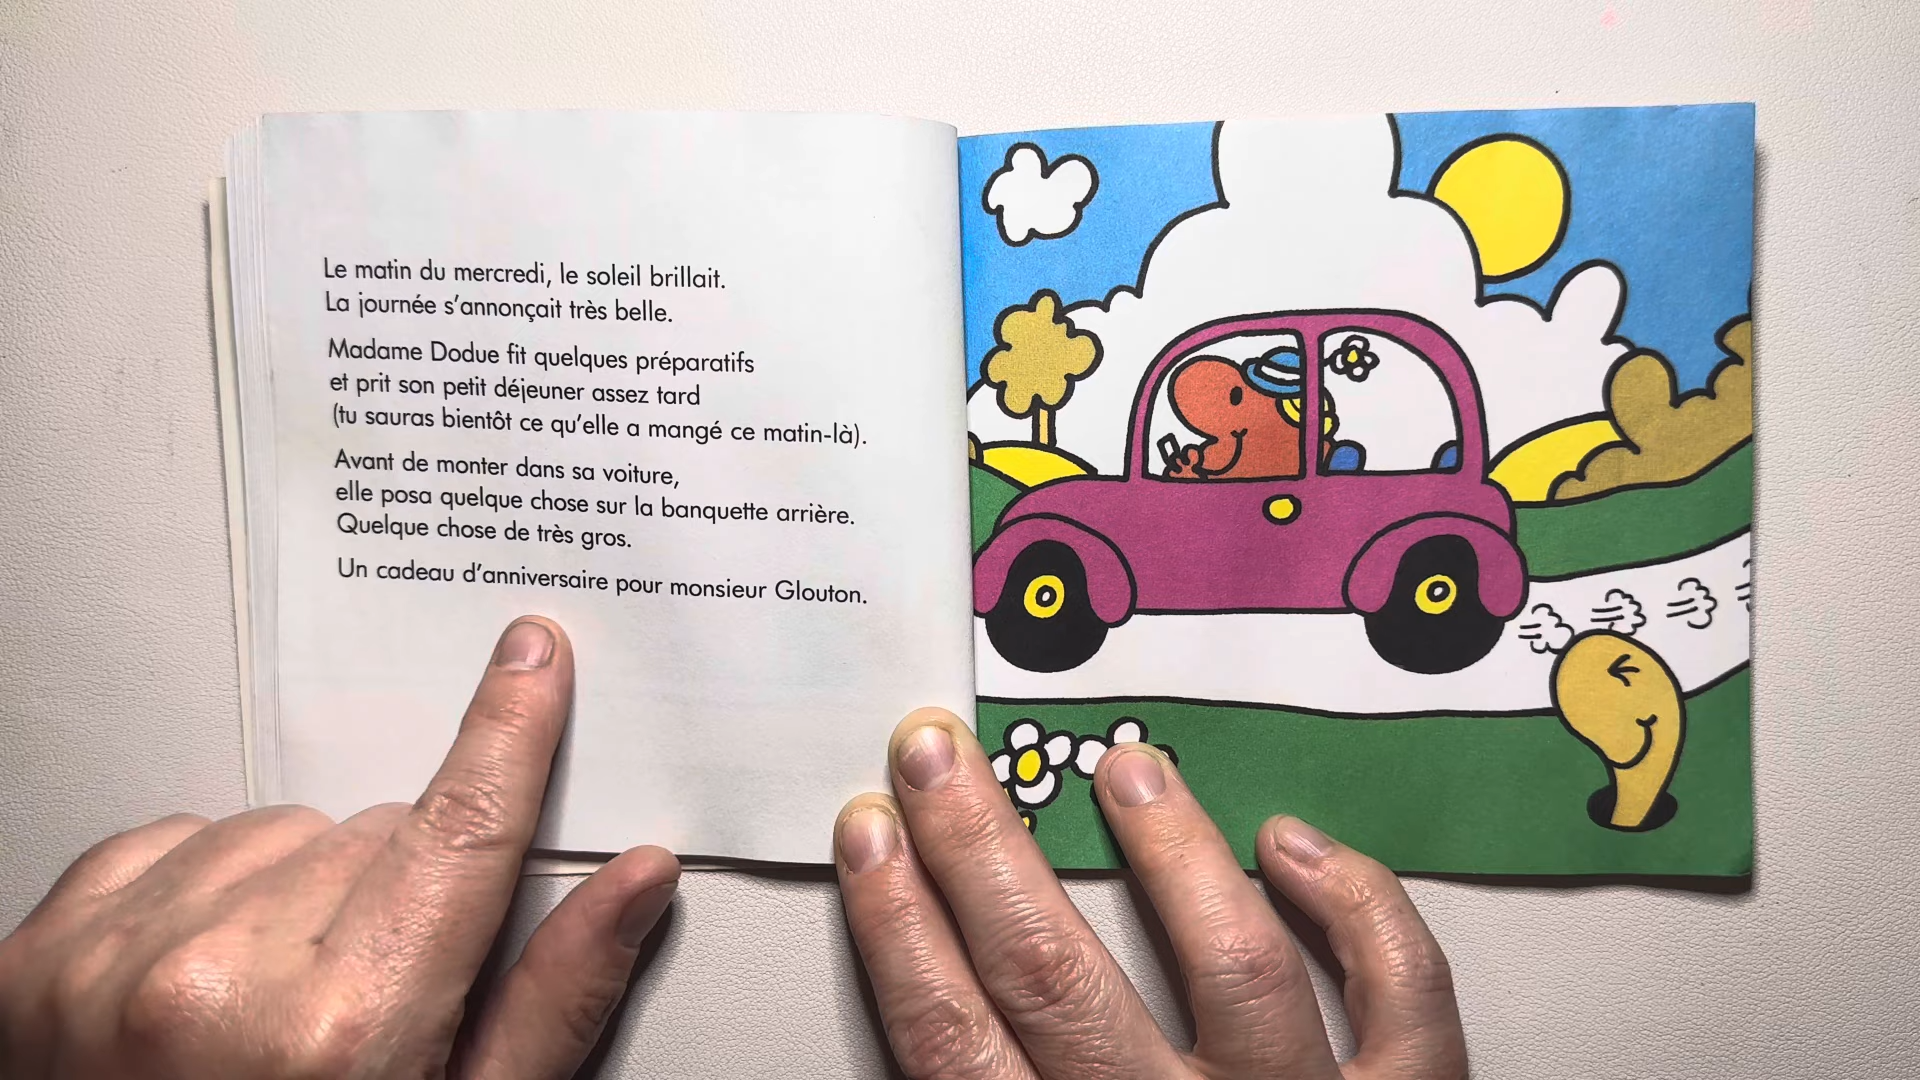 Le matin du mercredi, le soleil brillait.
La journée s'annonçait très belle.
Madame Dodue fit quelques préparatifs
et prit son petit déjeuner assez tard
(tu sauras bientôt ce qu'elle a mangé ce matin-là).
Avant de monter dans sa voiture,
elle posa quelque chose sur la banquette arrière.
Quelque chose de très gros.
Un cadeau d'anniversaire pour monsieur Glouton.